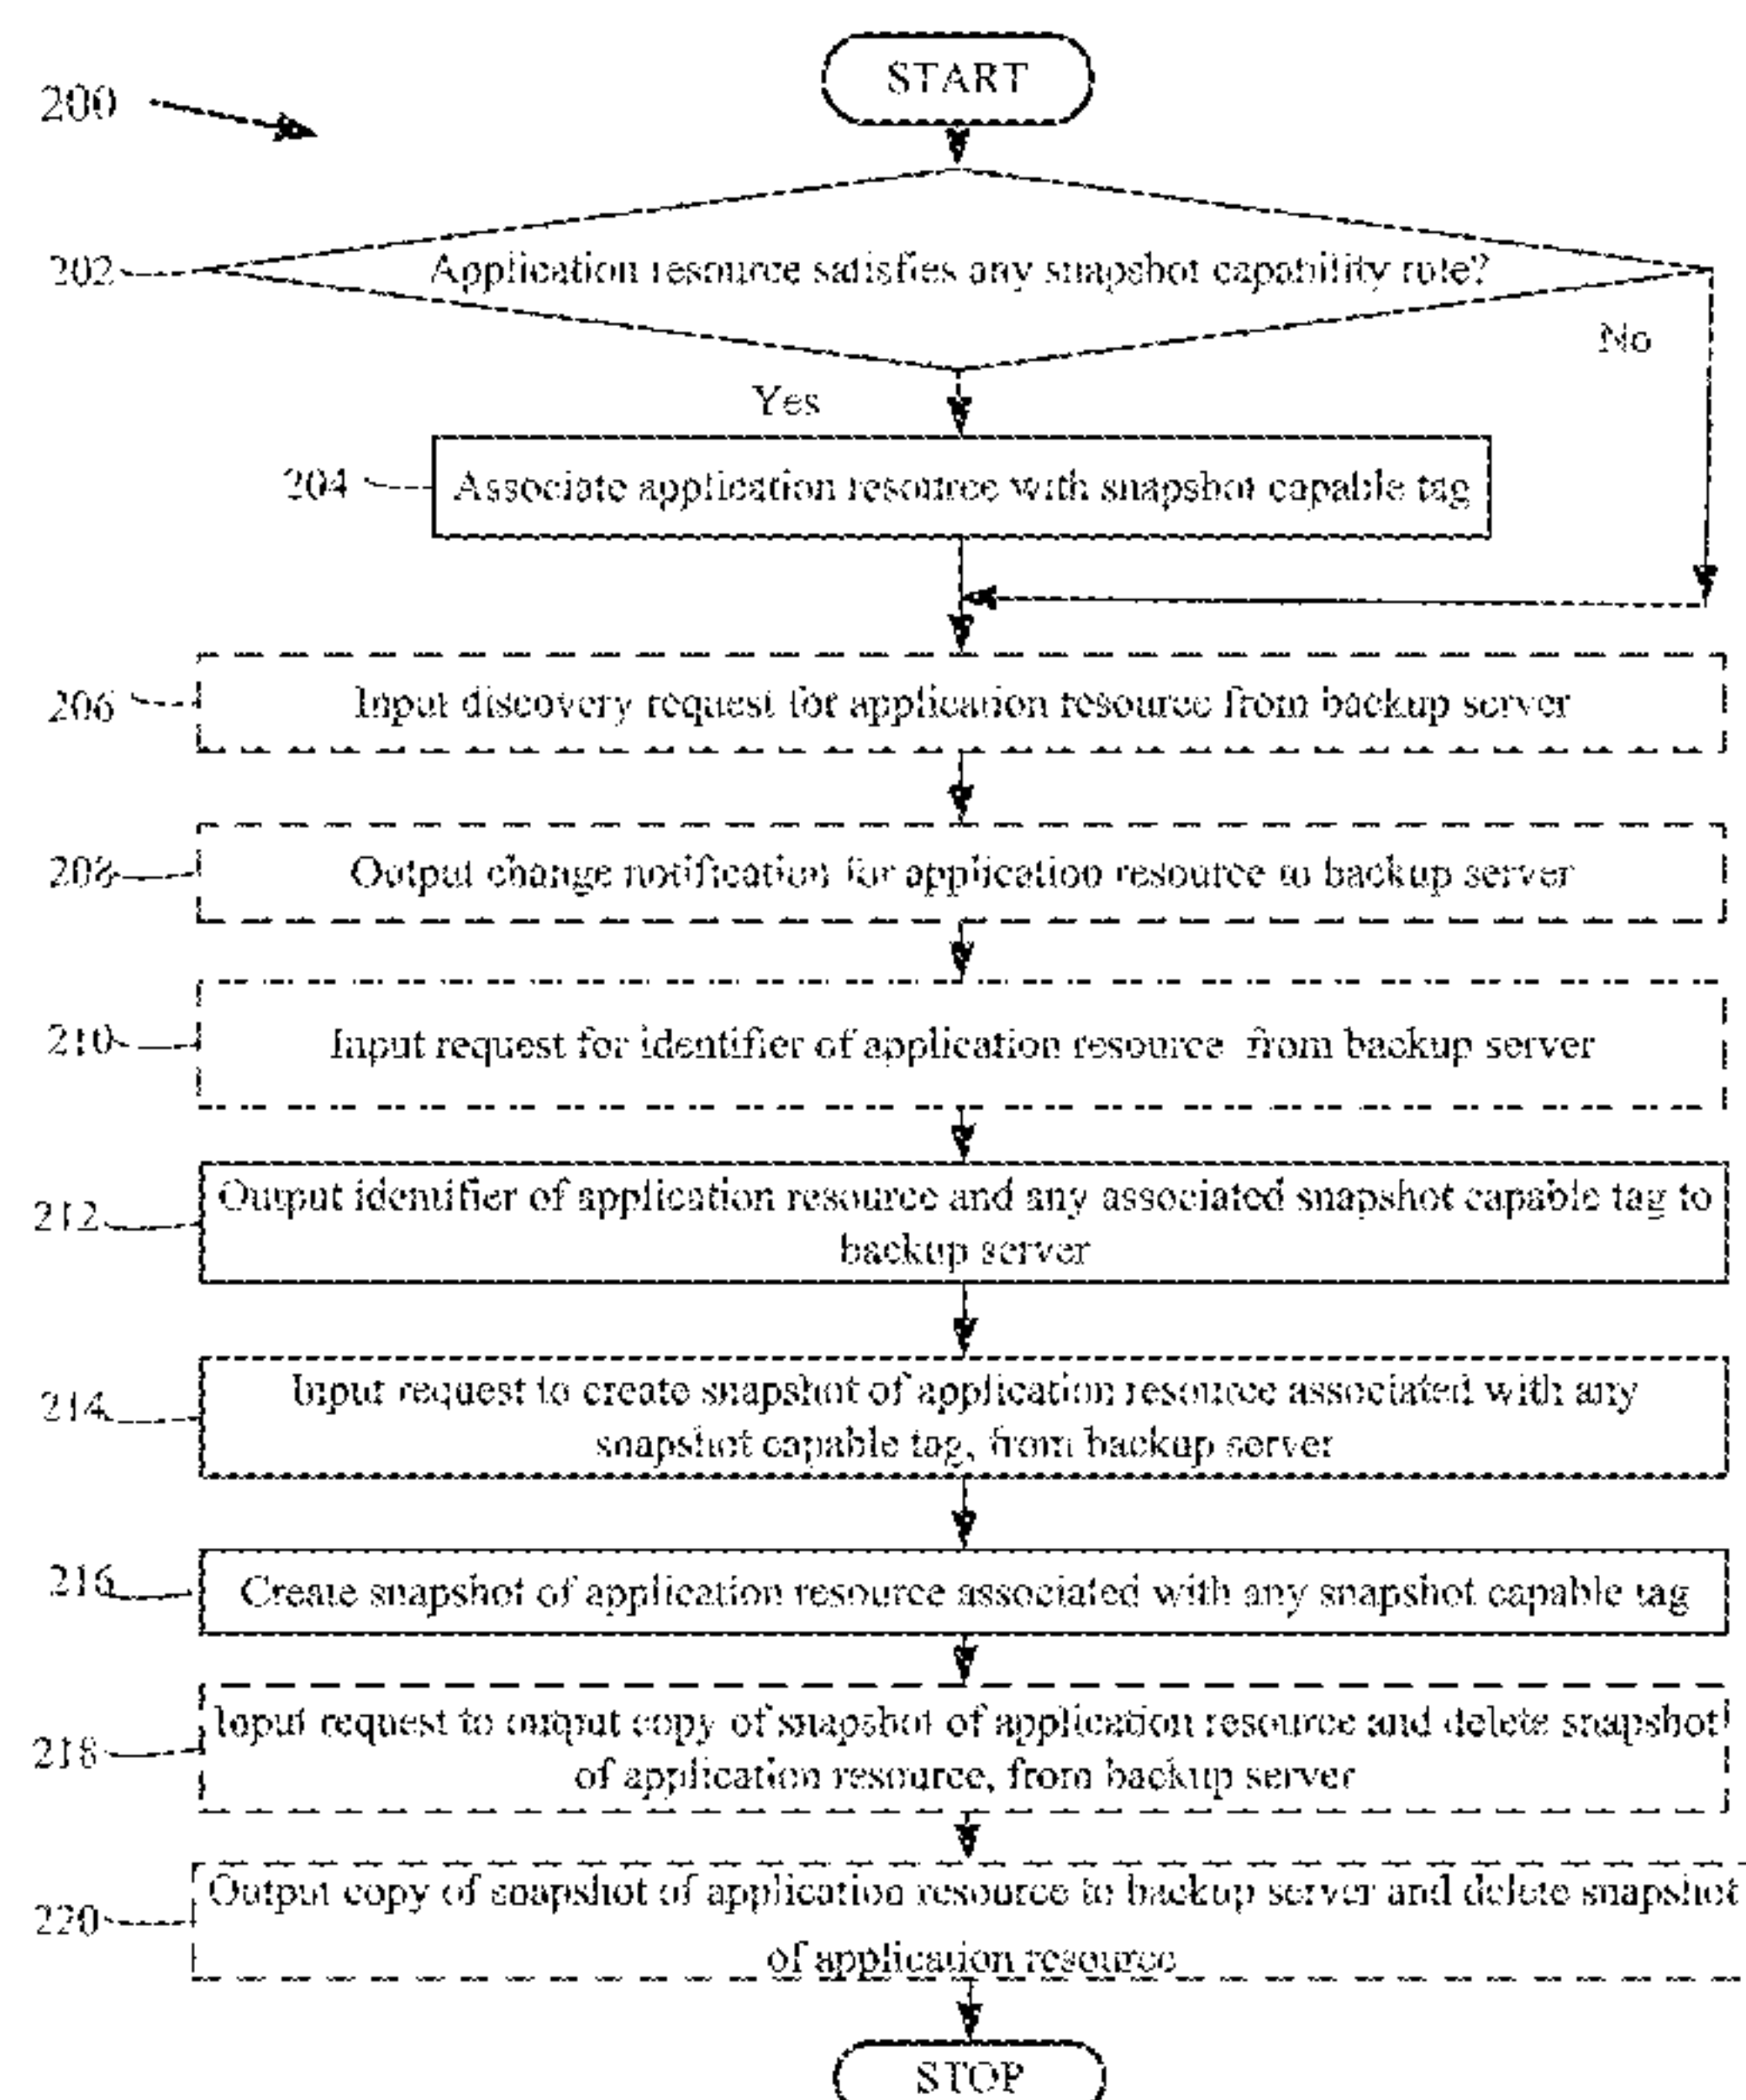 START
200
202
Application resource satisfies any snapshot capability rule?
No
Yes
204
Associate application resource with snapshot capable tag
206
Input discovery request for application resource from backup server
208
Output change notification for application resource to backup server
210
Input request for identifier of application resource from backup server
212
Output identifier of application resource and any associated snapshot capable tag to
backup server
214
Input request to create snapshot of application resource associated with any
snapshot capable tag, from backup server
216
Create snapshot of application resource associated with any snapshot capable tag
218
Input request to output copy of snapshot of application resource and delete snapshot
of application resource, from backup server
220
Output copy of snapshot of application resource to backup server and delete snapshot
of application resource
STOP